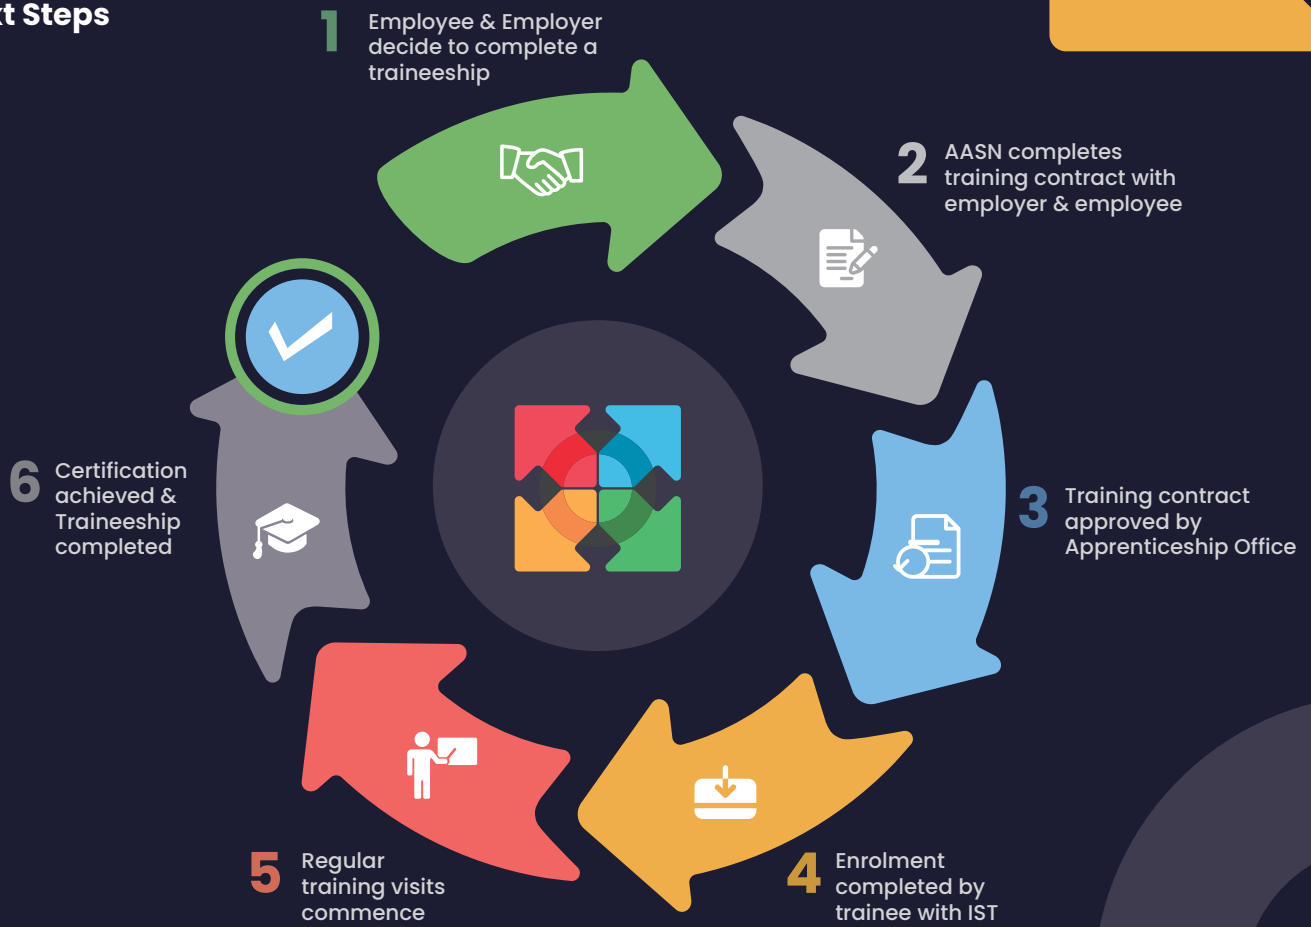 t Steps
1
Employee & Employer
decide to complete a
traineeship
2
AASN completes
training contract with
employer & employee
3
Training contract
approved by
Apprenticeship Office
4
Enrolment
completed by
trainee with IST
5
Regular
training visits
commence
6
Certification
achieved &
Traineeship
completed